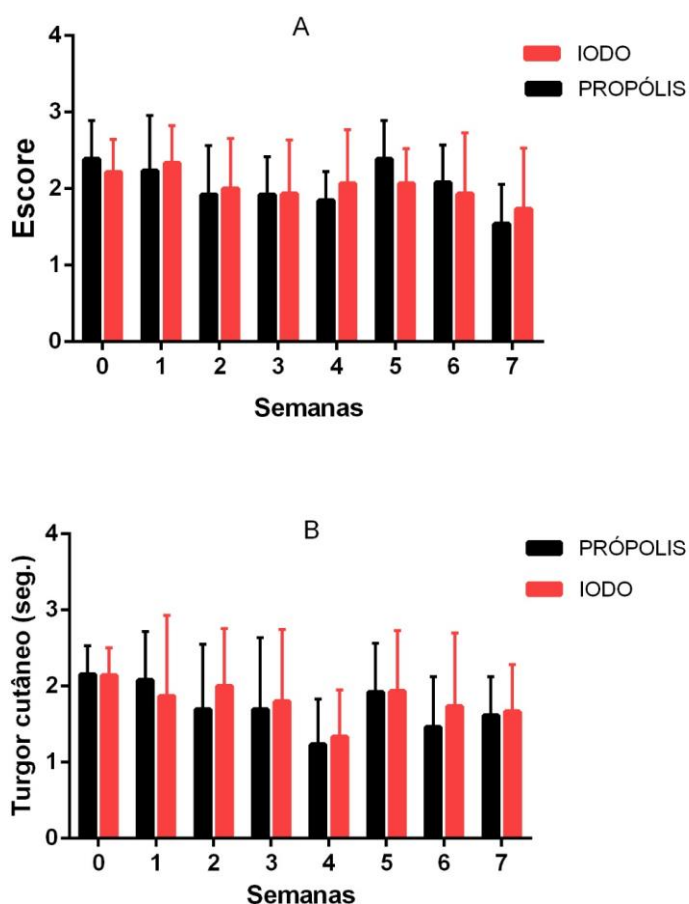 A
IODO
PROPÓLIS
Escore
4
3
2
1
0
0 1 2 3 4 5 6 7
Semanas
B
PRÓPOLIS
IODO
Turgor cutâneo (seg.)
4
3
2
1
0
0 1 2 3 4 5 6 7
Semanas